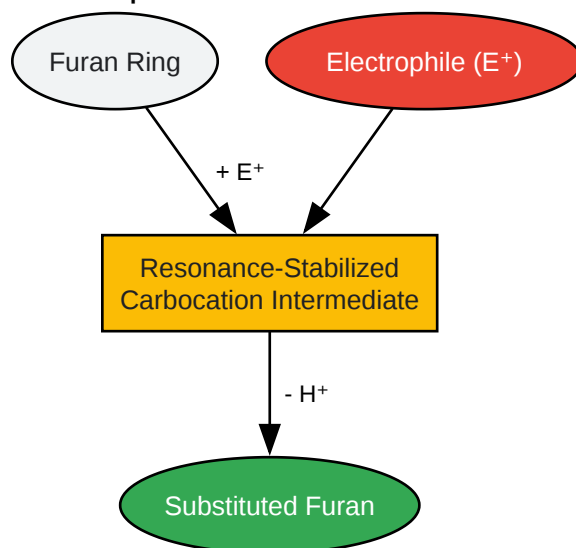 Furan Ring
Electrophile (E⁺)
+ E⁺
Resonance-Stabilized
Carbocation Intermediate
- H⁺
Substituted Furan